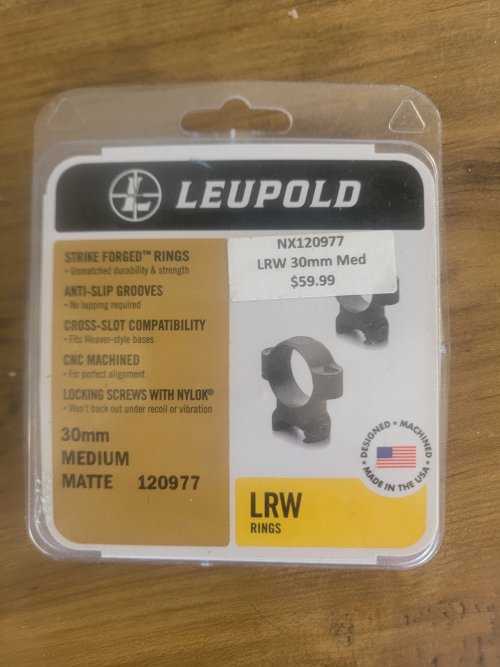 LEUPOLD
NX120977
LRW 30mm Med
$59.99
STRIKE FORGED™ RINGS
- Unmatched durability & strength
ANTI-SLIP GROOVES
- No lapping required
CROSS-SLOT COMPATIBILITY
- Fits Weaver-style bases
CNC MACHINED
- For perfect alignment
LOCKING SCREWS WITH NYLOK®
- Won't back out under recoil or vibration
30mm
MEDIUM
MATTE 120977
DESIGNED ★ MACHINED
★ MADE IN THE USA ★
LRW
RINGS